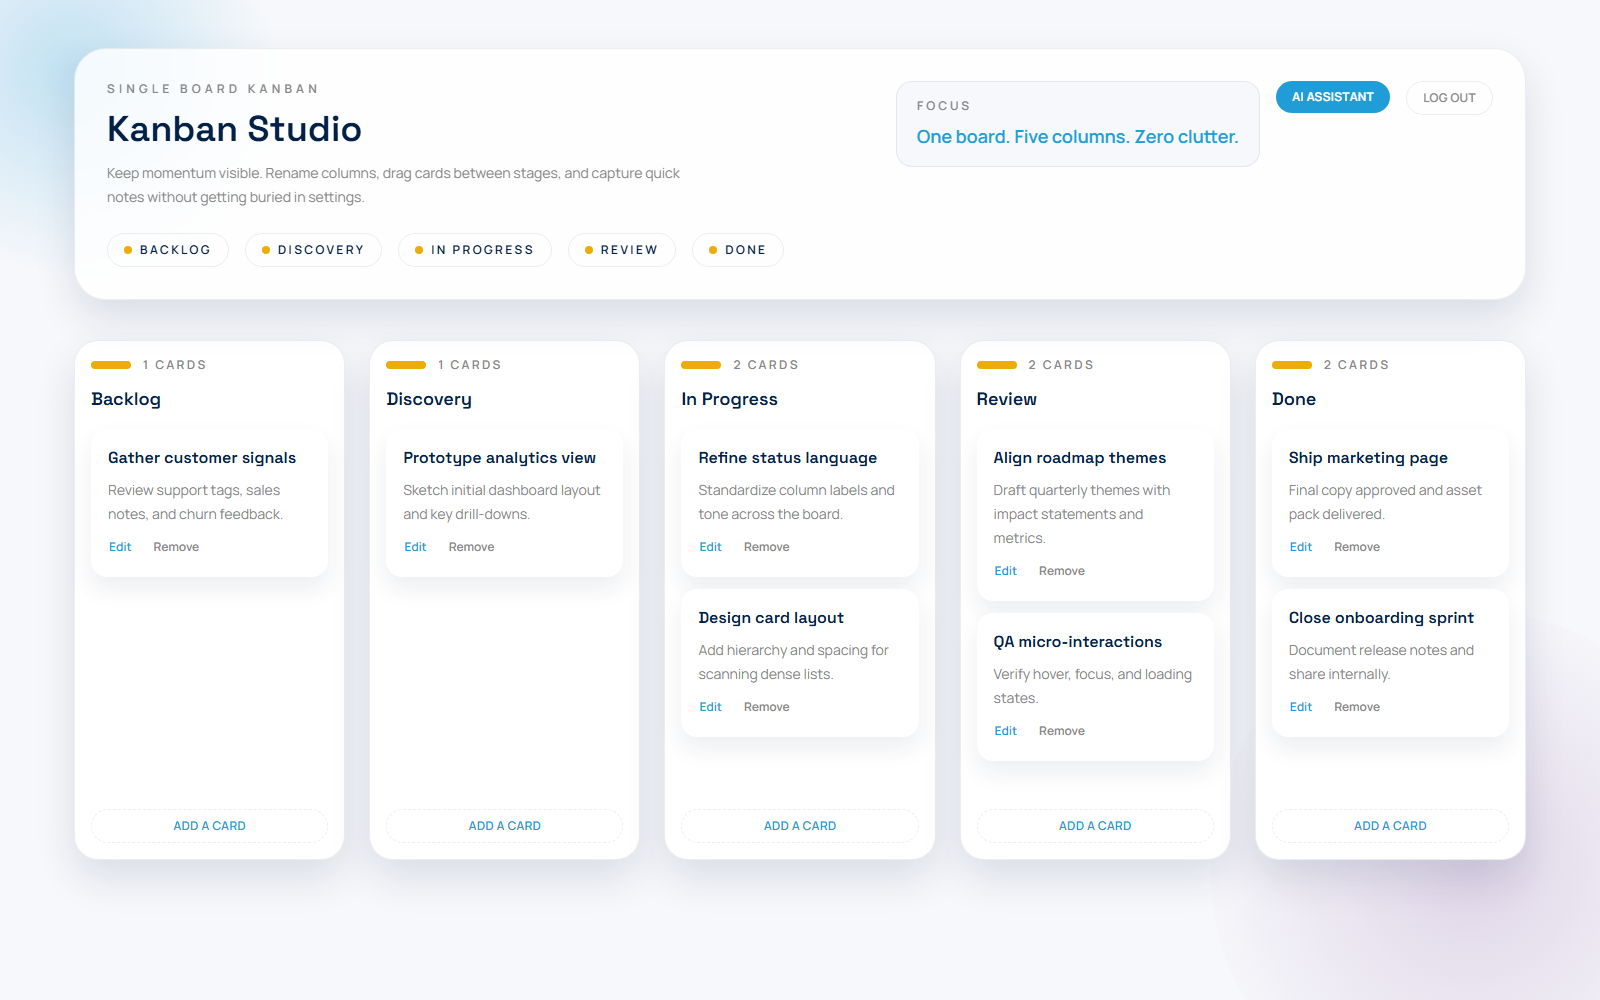 SINGLE BOARD KANBAN
Kanban Studio
Keep momentum visible. Rename columns, drag cards between stages, and capture quick
notes without getting buried in settings.
FOCUS
One board. Five columns. Zero clutter.
AI ASSISTANT
LOG OUT
BACKLOG
DISCOVERY
IN PROGRESS
REVIEW
DONE
1 CARDS
Backlog
Gather customer signals
Review support tags, sales
notes, and churn feedback.
Edit Remove
ADD A CARD
1 CARDS
Discovery
Prototype analytics view
Sketch initial dashboard layout
and key drill-downs.
Edit Remove
ADD A CARD
2 CARDS
In Progress
Refine status language
Standardize column labels and
tone across the board.
Edit Remove
Design card layout
Add hierarchy and spacing for
scanning dense lists.
Edit Remove
ADD A CARD
2 CARDS
Review
Align roadmap themes
Draft quarterly themes with
impact statements and
metrics.
Edit Remove
QA micro-interactions
Verify hover, focus, and loading
states.
Edit Remove
ADD A CARD
2 CARDS
Done
Ship marketing page
Final copy approved and asset
pack delivered.
Edit Remove
Close onboarding sprint
Document release notes and
share internally.
Edit Remove
ADD A CARD